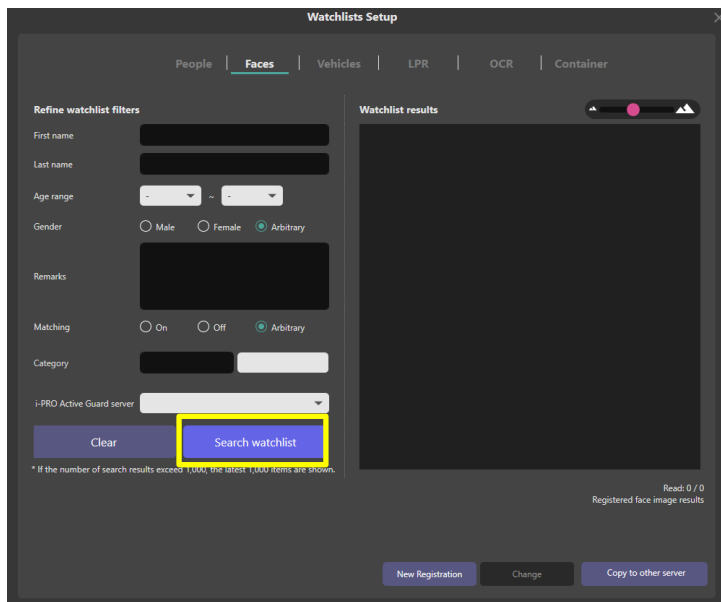 Watchlists Setup
People | Faces | Vehicles | LPR | OCR | Container
Refine watchlist filters
First name
Last name
Age range - ~ -
Gender Male Female Arbitrary
Remarks
Matching On Off Arbitrary
Category
i-PRO Active Guard server
Clear Search watchlist
* If the number of search results exceed 1,000, the latest 1,000 items are shown.
Watchlist results
Read: 0 / 0
Registered face image results
New Registration Change Copy to other server